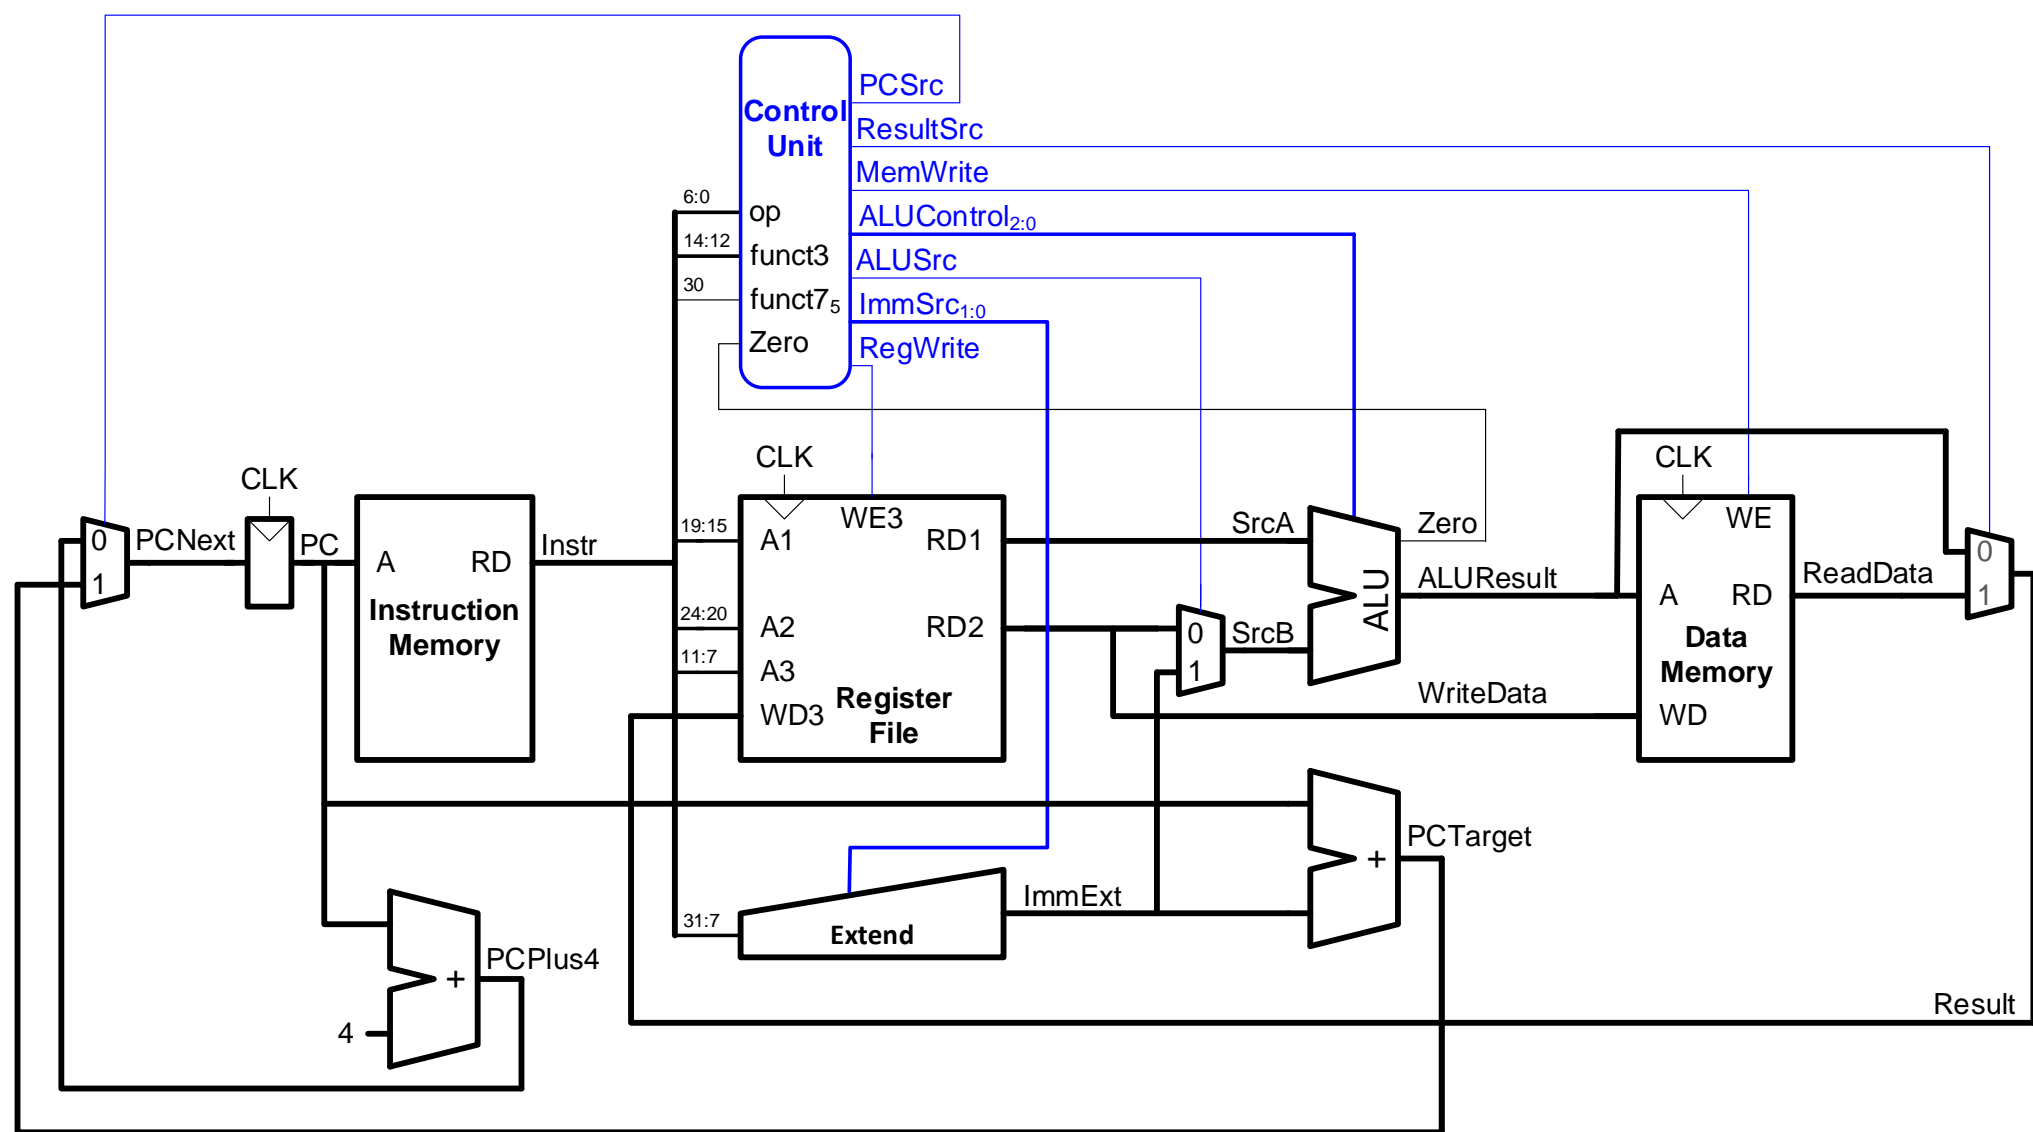 PCSrc
Control
Unit
ResultSrc
MemWrite
6:0
op
ALUControl2:0
14:12
funct3
ALUSrc
30
funct75
ImmSrc1:0
Zero
RegWrite
CLK
CLK
CLK
0
1
PCNext
PC
A
RD
Instr
Instruction
Memory
19:15
A1
WE3
RD1
SrcA
Zero
WE
24:20
A2
RD2
0
1
SrcB
ALU
ALUResult
A
RD
ReadData
0
1
11:7
A3
Data
Memory
WD3
Register
File
WriteData
WD
PCTarget
+
31:7
Extend
ImmExt
PCPlus4
+
4
Result